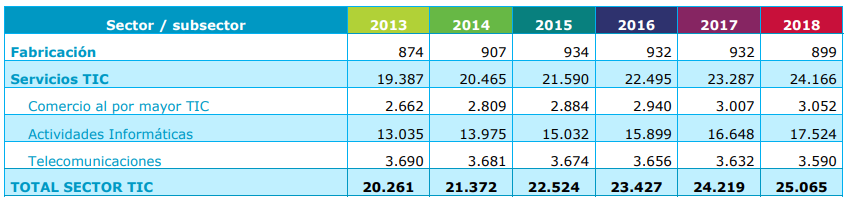 Sector / subsector 2013 2014 2015 2016 2017 2018
Fabricación 874 907 934 932 932 899
Servicios TIC 19.387 20.465 21.590 22.495 23.287 24.166
Comercio al por mayor TIC 2.662 2.809 2.884 2.940 3.007 3.052
Actividades Informáticas 13.035 13.975 15.032 15.899 16.648 17.524
Telecomunicaciones 3.690 3.681 3.674 3.656 3.632 3.590
TOTAL SECTOR TIC 20.261 21.372 22.524 23.427 24.219 25.065